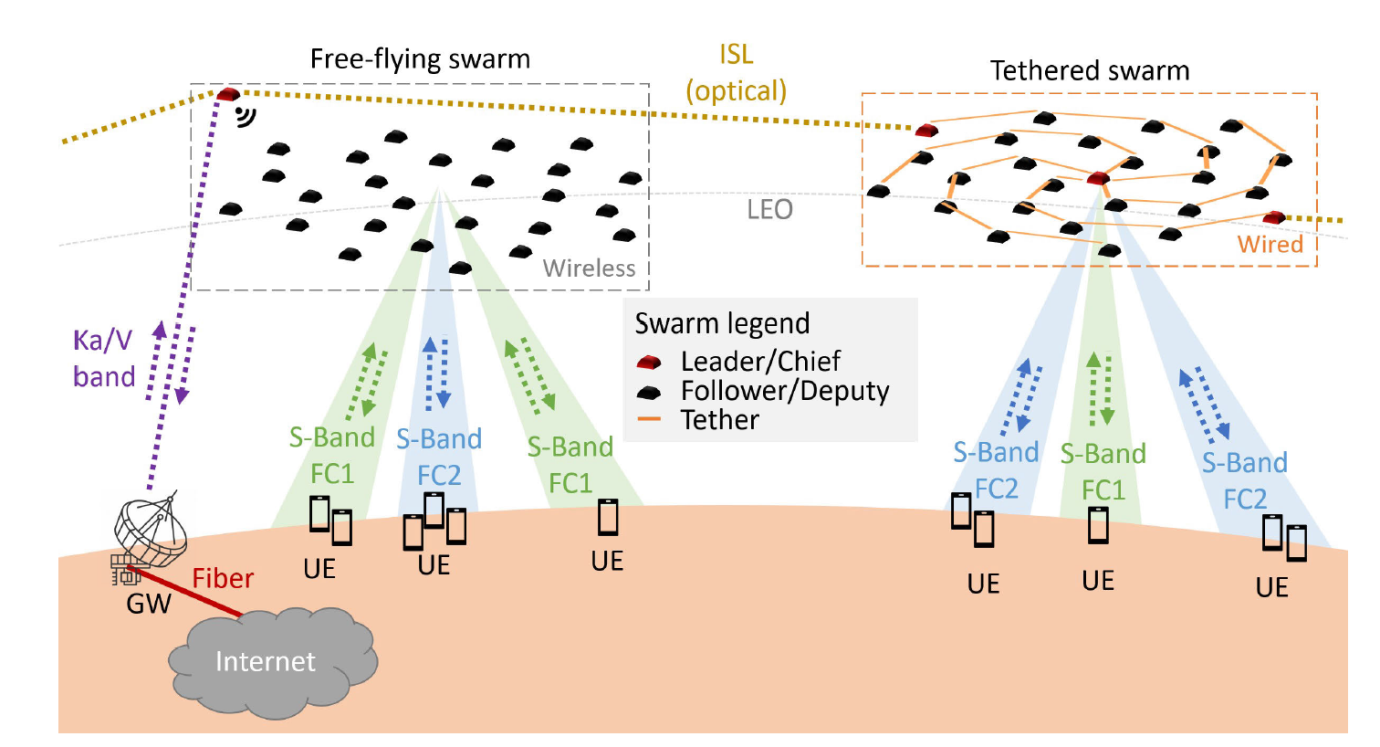 Free-flying swarm
ISL
(optical)
Tethered swarm
LEO
Wireless
Wired
Ka/V
band
Swarm legend
Leader/Chief
Follower/Deputy
Tether
S-Band
FC1
S-Band
FC2
S-Band
FC1
S-Band
FC2
S-Band
FC1
S-Band
FC2
UE
UE
UE
UE
UE
UE
GW
Fiber
Internet